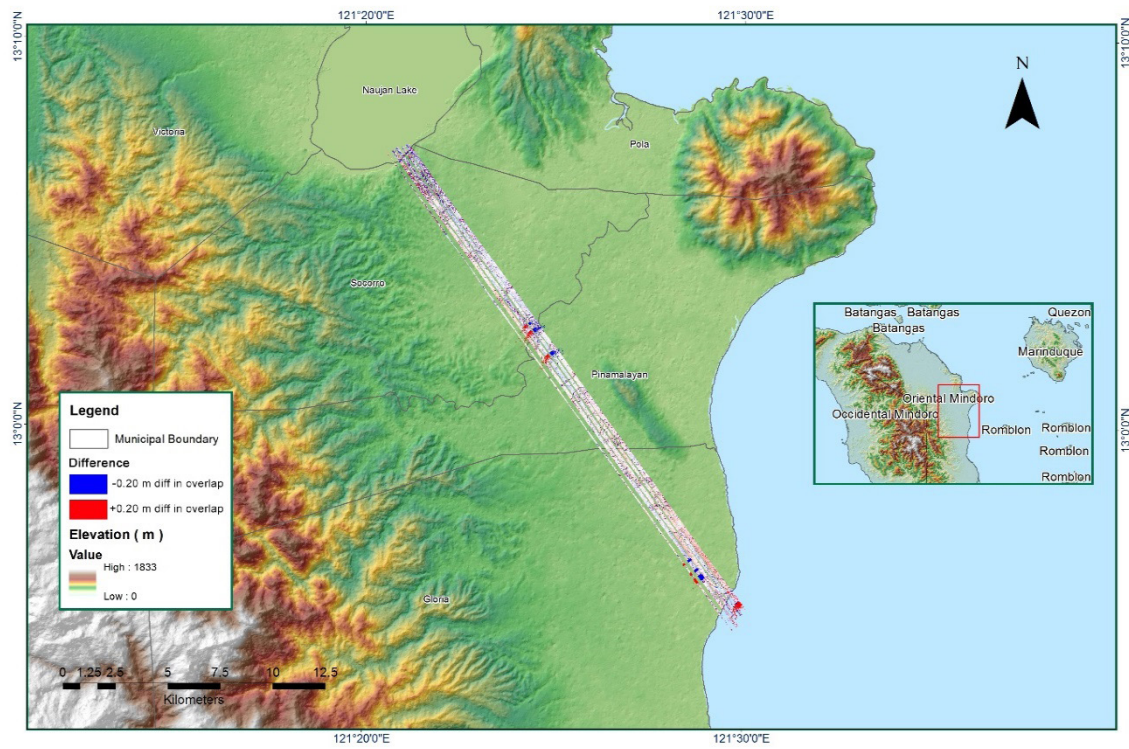 121°20'0"E
121°30'0"E
13°10'0"N
13°10'0"N
N
Naujan Lake
Victoria
Pola
Socorro
Pinamalayan
Gloria
13°0'0"N
13°0'0"N
Batangas
Batangas
Quezon
Batangas
Marinduque
Oriental Mindoro
Occidental Mindoro
Romblon
Romblon
Romblon
Romblon
Legend
Municipal Boundary
Difference
-0.20 m diff in overlap
+0.20 m diff in overlap
Elevation ( m )
Value
High : 1833
Low : 0
0 1.25 2.5 5 7.5 10 12.5
Kilometers
121°20'0"E
121°30'0"E